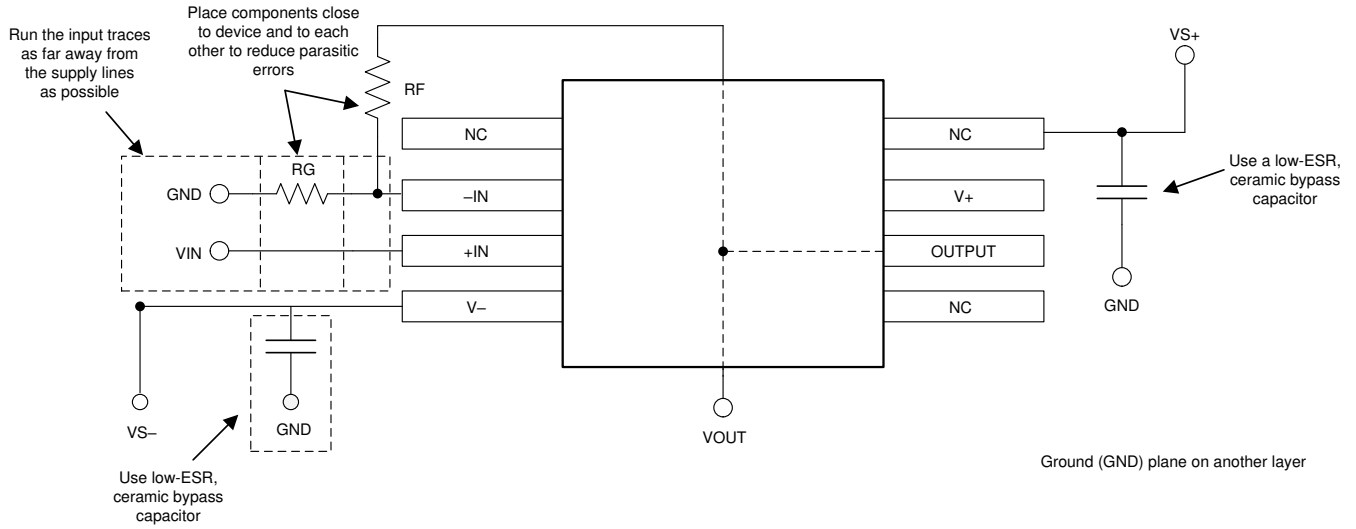 Run the input traces
as far away from
the supply lines
as possible
Place components close
to device and to each
other to reduce parasitic
errors
RF
VS+
NC
NC
RG
GND
–IN
V+
Use a low-ESR,
ceramic bypass
capacitor
VIN
+IN
OUTPUT
V–
NC
GND
VS–
GND
VOUT
Use low-ESR,
ceramic bypass
capacitor
Ground (GND) plane on another layer